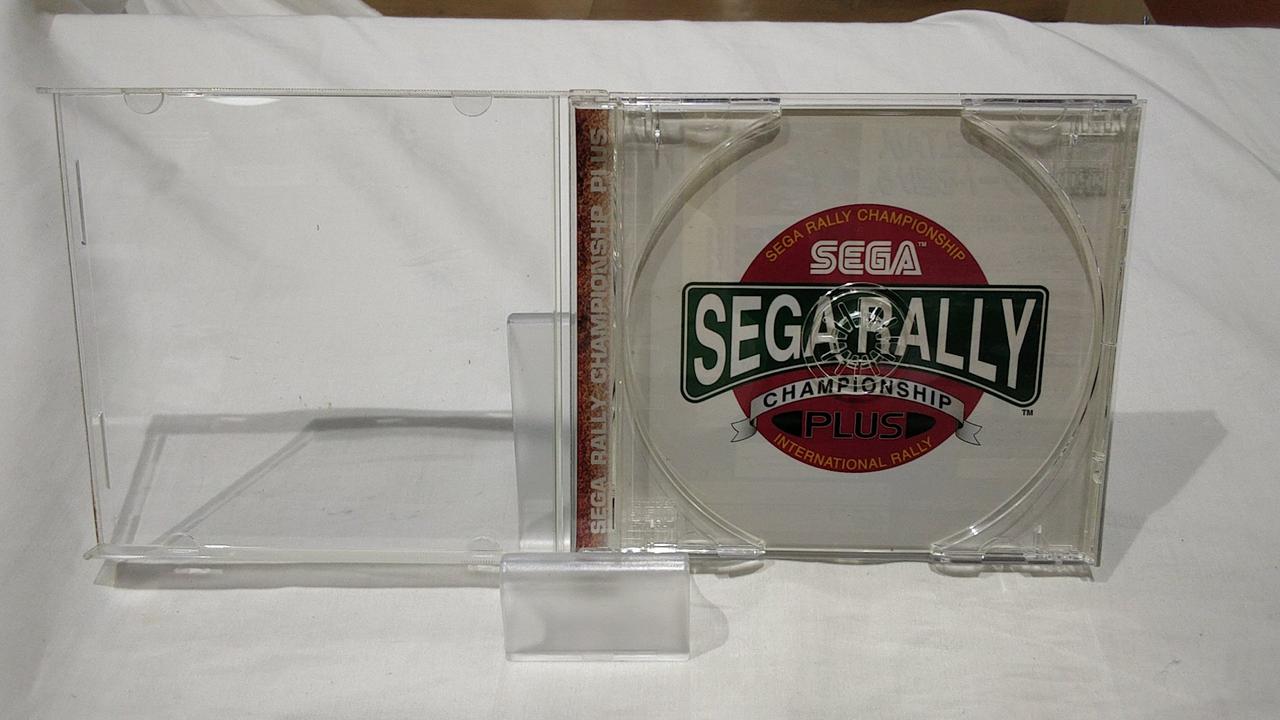 SEGA RALLY CHAMPIONSHIP PLUS
SEGA RALLY CHAMPIONSHIP
SEGA™
SEGA RALLY
™
CHAMPIONSHIP
PLUS
INTERNATIONAL RALLY